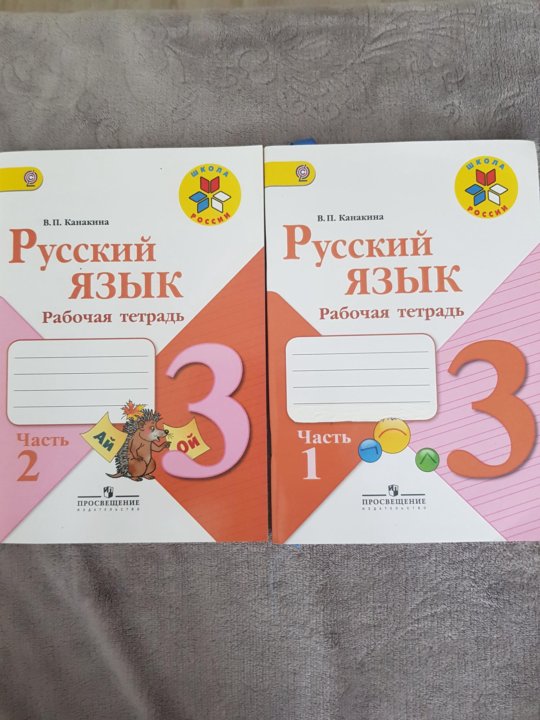 ШКОЛА
РОССИИ
В.П. Канакина
Русский
язык
Рабочая тетрадь
3
Часть
2
АЙ
ОЙ
ПРОСВЕЩЕНИЕ
ИЗДАТЕЛЬСТВО
ШКОЛА
РОССИИ
В.П. Канакина
Русский
язык
Рабочая тетрадь
3
Часть
1
ПРОСВЕЩЕНИЕ
ИЗДАТЕЛЬСТВО